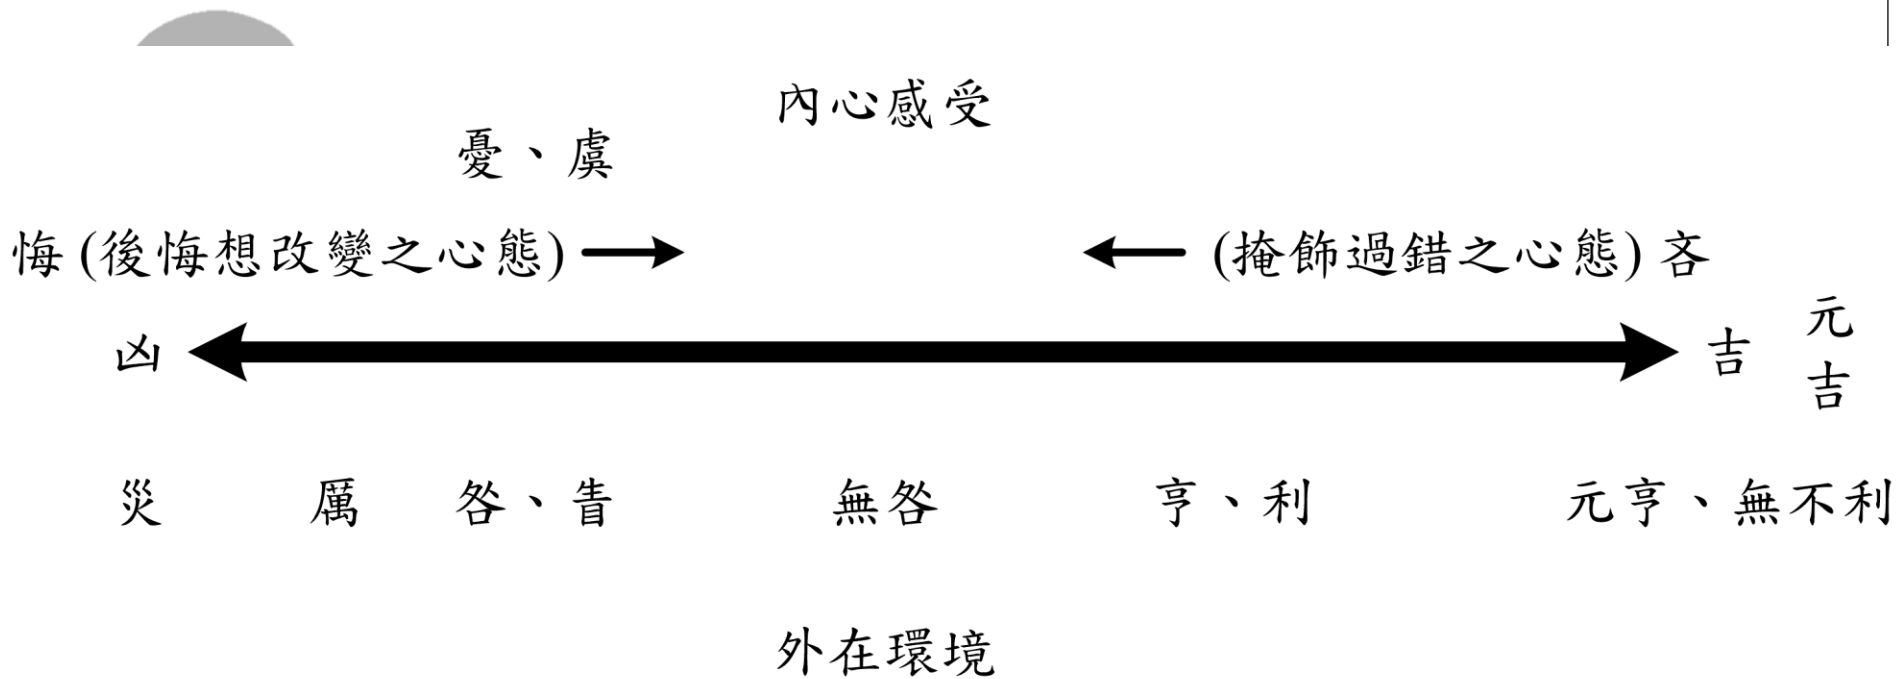 內心感受
憂、虞
悔 (後悔想改變之心態) (掩飾過錯之心態) 吝
凶 吉 元吉
災 厲 咎、眚 無咎 亨、利 元亨、無不利
外在環境